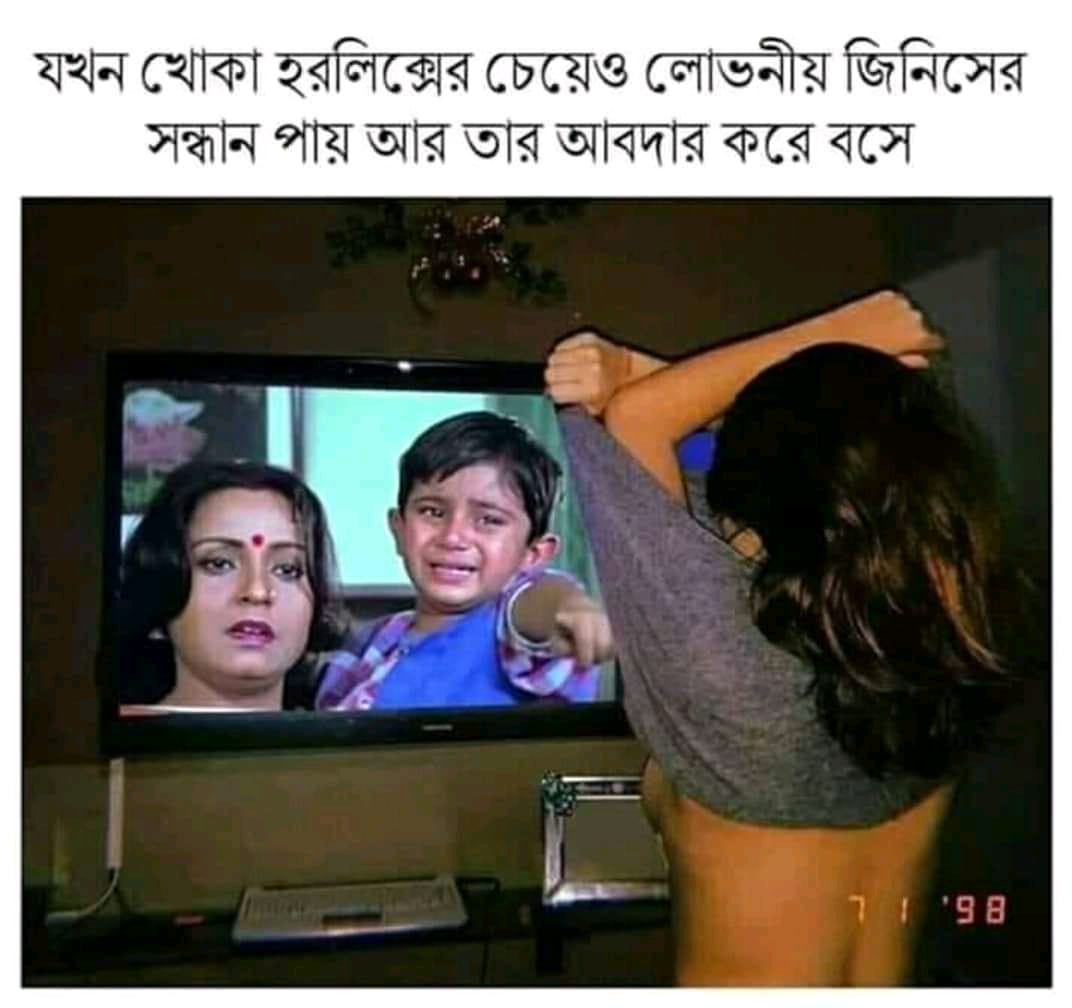 যখন খোকা হরলিক্সের চেয়েও লোভনীয় জিনিসের
সন্ধান পায় আর তার আবদার করে বসে
7 1 '98